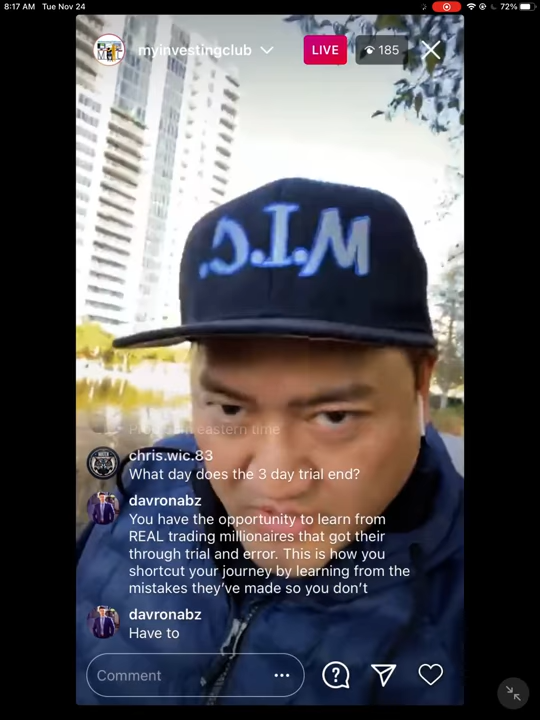 8:17 AM Tue Nov 24
72%
myinvestingclub
LIVE
185
M.I.C.
eastern time
chris.wic.83
What day does the 3 day trial end?
davronabz
You have the opportunity to learn from
REAL trading millionaires that got their
through trial and error. This is how you
shortcut your journey by learning from the
mistakes they've made so you don't
davronabz
Have to
Comment